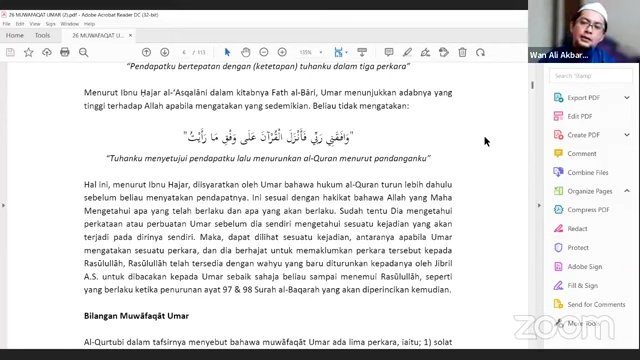 26 MUWAFAQAT UMAR (2).pdf - Adobe Acrobat Reader DC (32-bit)
File Edit View Sign Window Help
Home Tools 26 MUWAFAQAT UM... ×
6 / 113 135%
Wan Ali Akbar...
"Pendapatku bertepatan dengan (ketetapan) tuhanku dalam tiga perkara"
Menurut Ibnu Ḥajar al-'Asqalāni dalam kitabnya Fath al-Bāri, Umar menunjukkan adabnya yang
tinggi terhadap Allah apabila mengatakan yang sedemikian. Beliau tidak mengatakan:
"وَافَقَنِي رَبِّي فَأَنْزَلَ الْقُرْآنَ عَلَى وَفْقِ مَا رَأَيْتُ"
"Tuhanku menyetujui pendapatku lalu menurunkan al-Quran menurut pandanganku"
Hal ini, menurut Ibnu Hajar, diisyaratkan oleh Umar bahawa hukum al-Quran turun lebih dahulu
sebelum beliau menyatakan pendapatnya. Ini sesuai dengan hakikat bahawa Allah yang Maha
Mengetahui apa yang telah berlaku dan apa yang akan berlaku. Sudah tentu Dia mengetahui
perkataan atau perbuatan Umar sebelum dia sendiri mengetahui sesuatu kejadian yang akan
terjadi pada dirinya sendiri. Maka, dapat dilihat sesuatu kejadian, antaranya apabila Umar
mengatakan sesuatu perkara, dan dia berhajat untuk memaklumkan perkara tersebut kepada
Rasūlullāh, Rasūlullāh telah tersedia dengan wahyu yang baru diturunkan kepadanya oleh Jibril
A.S. untuk dibacakan kepada Umar sebaik sahaja beliau sampai menemui Rasūlullāh, seperti
yang berlaku ketika penurunan ayat 97 & 98 Surah al-Baqarah yang akan diperincikan kemudian.
Bilangan Muwāfaqāt Umar
Al-Qurtubi dalam tafsirnya menyebut bahawa muwāfaqāt Umar ada lima perkara, iaitu; 1) solat
Search 'Stamp'
Export PDF
Edit PDF
Create PDF
Comment
Combine Files
Organize Pages
Compress PDF
Redact
Protect
Adobe Sign
Fill & Sign
Send for Comments
More Tools
zoom